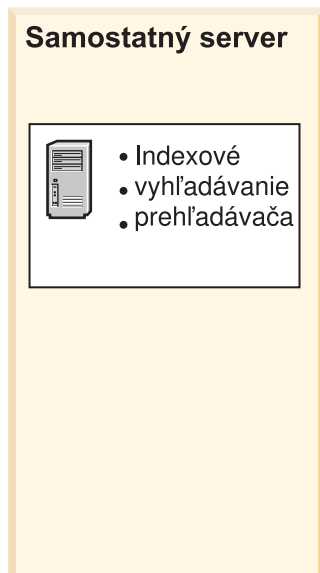 Samostatný server
• Indexové
• vyhľadávanie
• prehľadávača